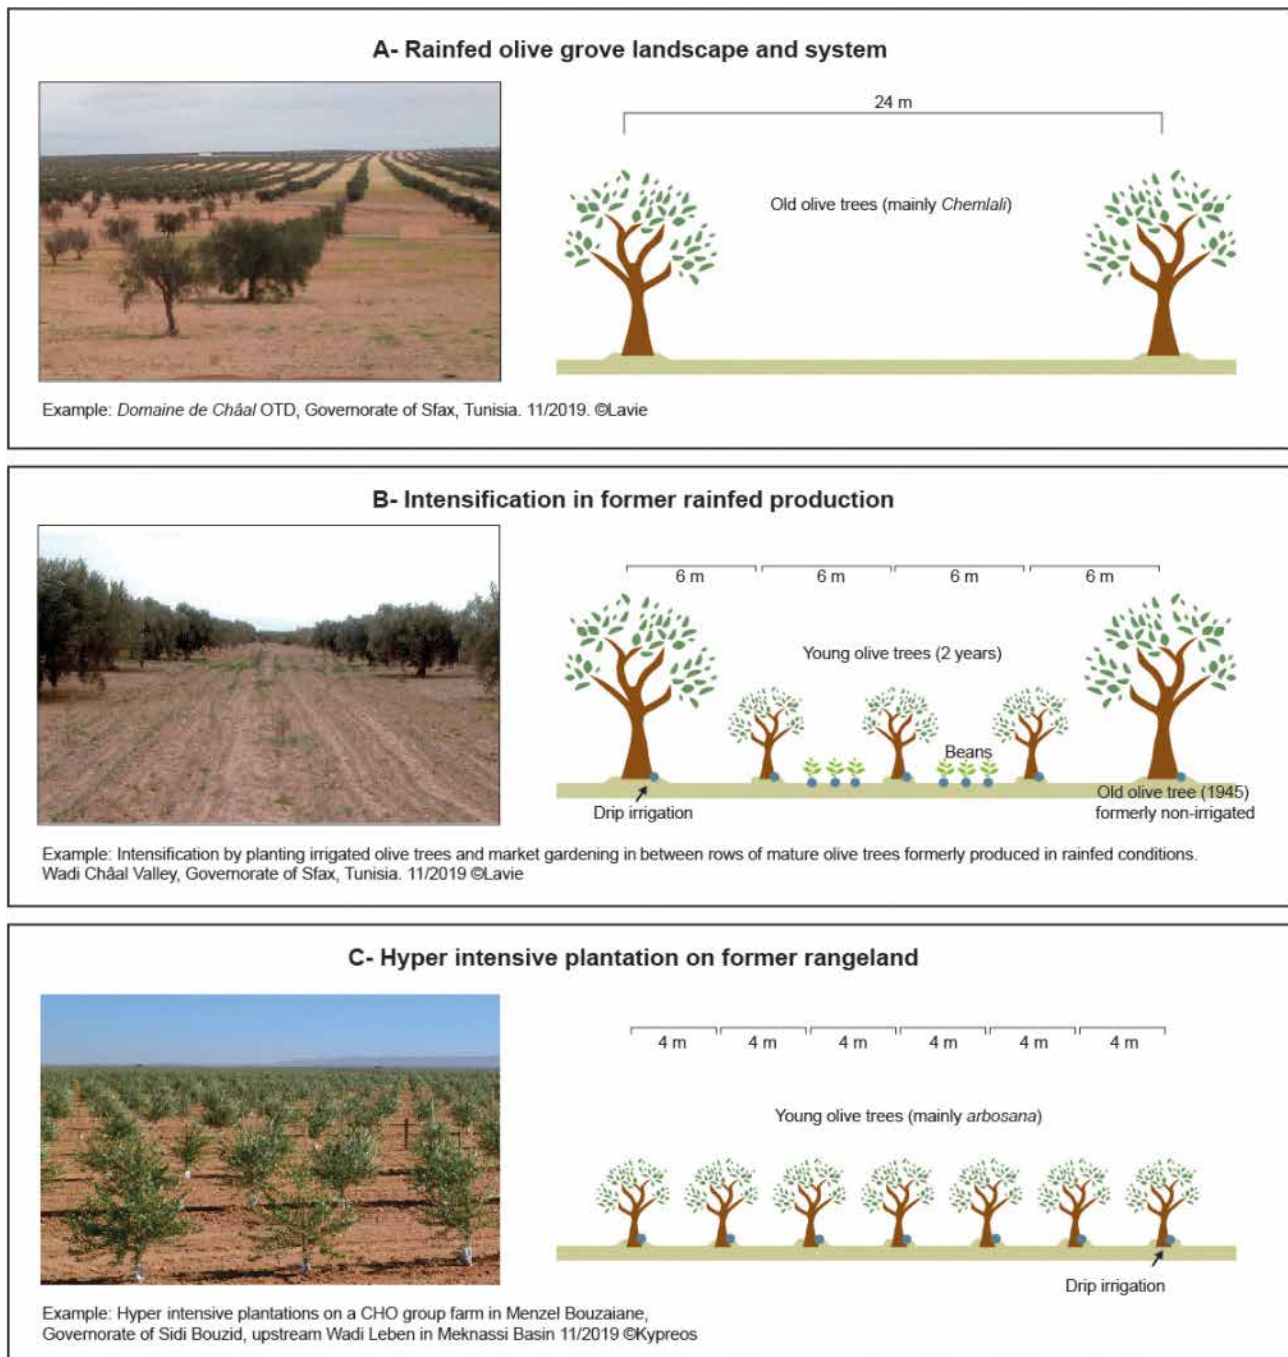 A- Rainfed olive grove landscape and system
24 m
Old olive trees (mainly Chemlali)
Example: Domaine de Châal OTD, Governorate of Sfax, Tunisia. 11/2019. ©Lavie
B- Intensification in former rainfed production
6 m 6 m 6 m 6 m
Young olive trees (2 years)
Beans
Drip irrigation
Old olive tree (1945)
formerly non-irrigated
Example: Intensification by planting irrigated olive trees and market gardening in between rows of mature olive trees formerly produced in rainfed conditions.
Wadi Châal Valley, Governorate of Sfax, Tunisia. 11/2019 ©Lavie
C- Hyper intensive plantation on former rangeland
4 m 4 m 4 m 4 m 4 m 4 m
Young olive trees (mainly arbosana)
Drip irrigation
Example: Hyper intensive plantations on a CHO group farm in Menzel Bouzaiane,
Governorate of Sidi Bouzid, upstream Wadi Leben in Meknassi Basin 11/2019 ©Kypreos